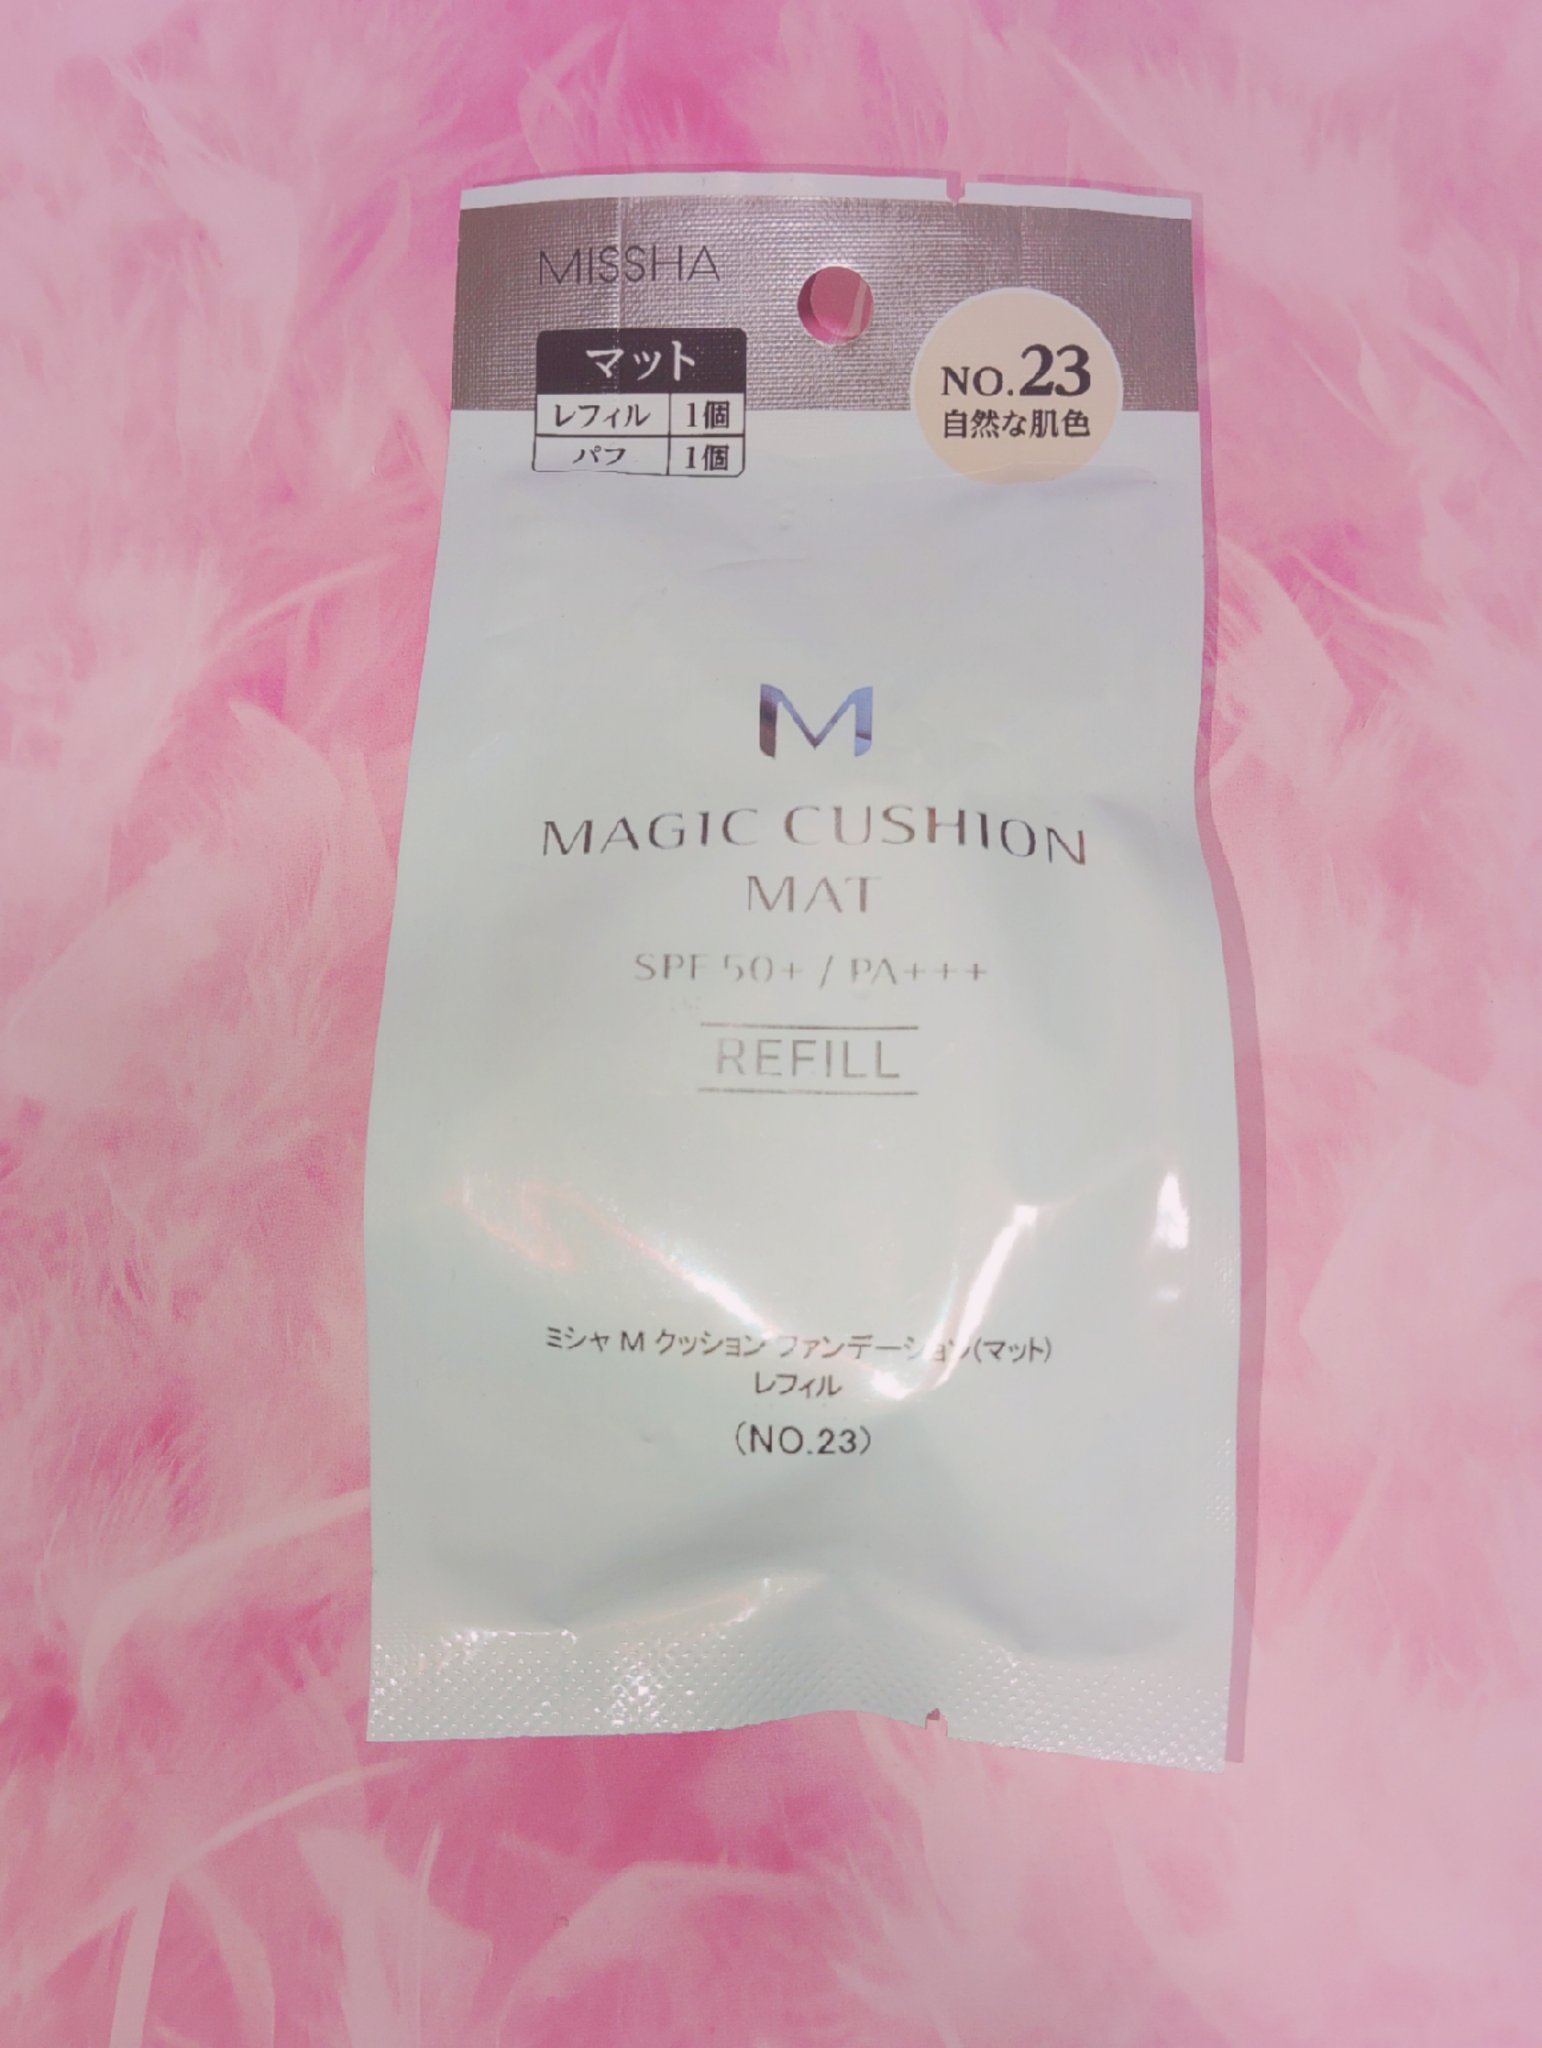 MISSHA
マット
レフィル 1個
パフ 1個
NO.23
自然な肌色
M
MAGIC CUSHION
MAT
SPF 50+ / PA+++
REFILL
ミシャ M クッション ファンデーション(マット)
レフィル
(NO.23)